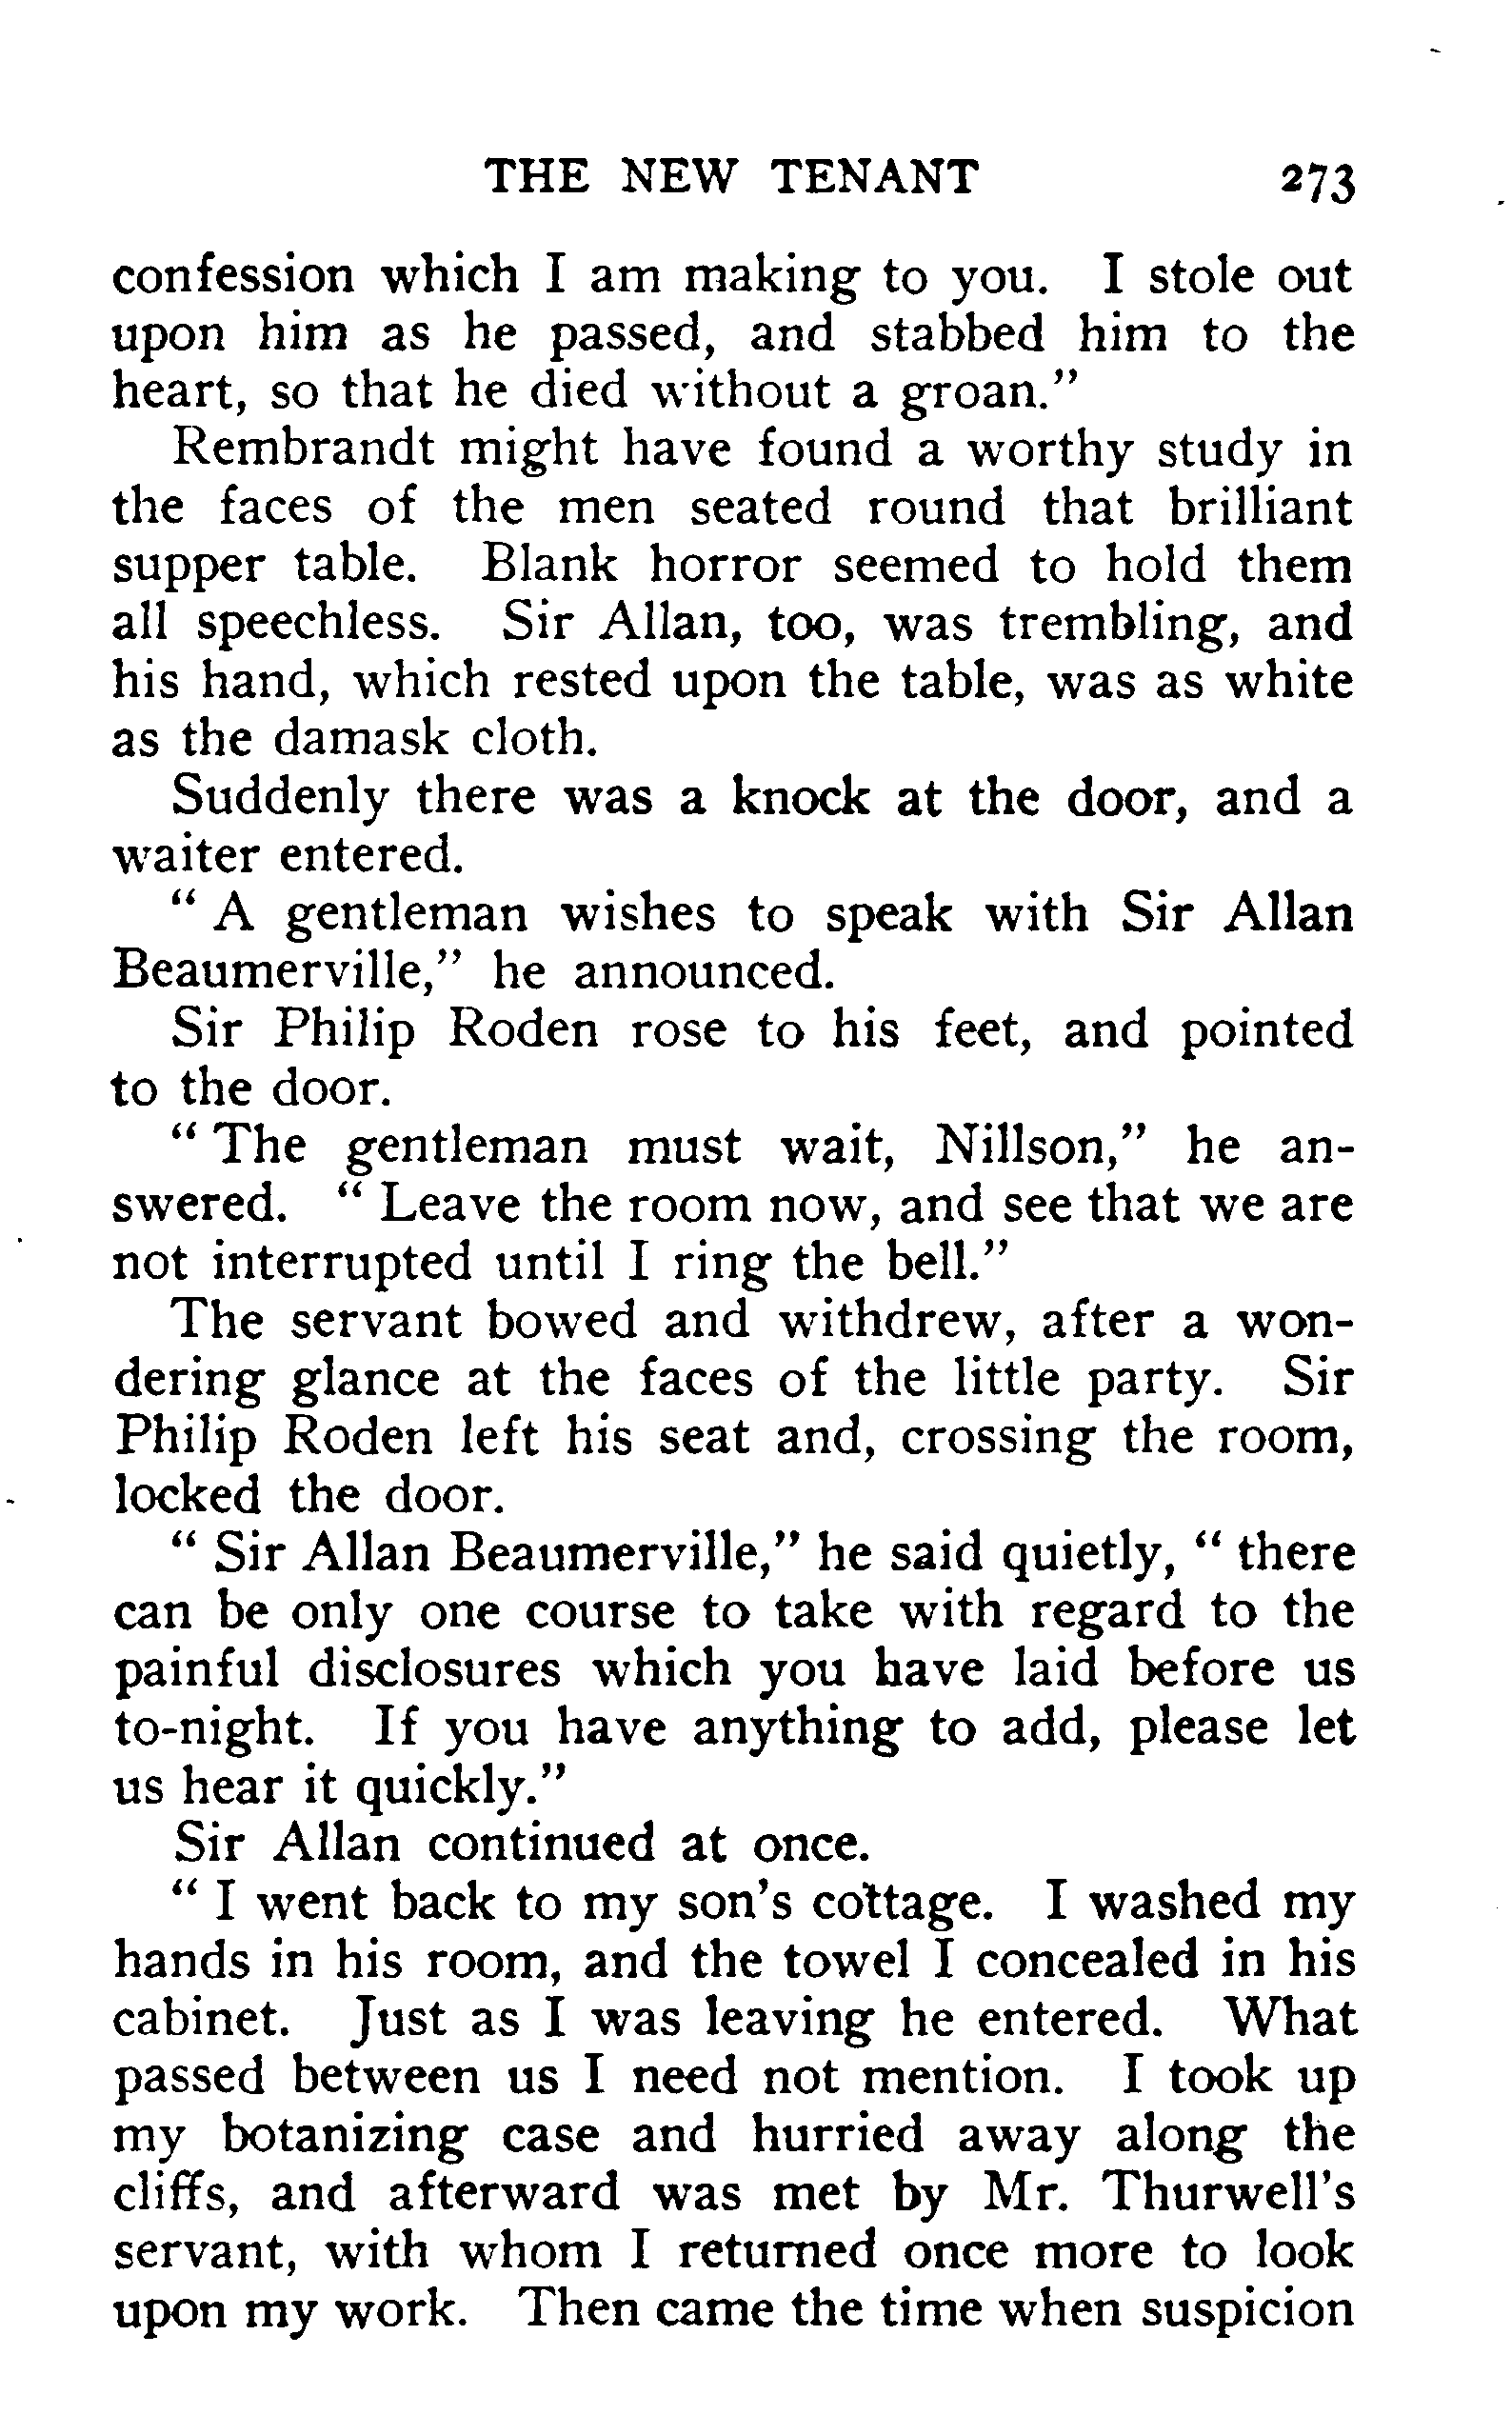 THE NEW TENANT 273
confession which I am making to you. I stole out
upon him as he passed, and stabbed him to the
heart, so that he died without a groan."
Rembrandt might have found a worthy study in
the faces of the men seated round that brilliant
supper table. Blank horror seemed to hold them
all speechless. Sir Allan, too, was trembling, and
his hand, which rested upon the table, was as white
as the damask cloth.
Suddenly there was a knock at the door, and a
waiter entered.
" A gentleman wishes to speak with Sir Allan
Beaumerville," he announced.
Sir Philip Roden rose to his feet, and pointed
to the door.
" The gentleman must wait, Nillson," he an-
swered. " Leave the room now, and see that we are
not interrupted until I ring the bell."
The servant bowed and withdrew, after a won-
dering glance at the faces of the little party. Sir
Philip Roden left his seat and, crossing the room,
locked the door.
" Sir Allan Beaumerville," he said quietly, " there
can be only one course to take with regard to the
painful disclosures which you have laid before us
to-night. If you have anything to add, please let
us hear it quickly."
Sir Allan continued at once.
" I went back to my son's cottage. I washed my
hands in his room, and the towel I concealed in his
cabinet. Just as I was leaving he entered. What
passed between us I need not mention. I took up
my botanizing case and hurried away along the
cliffs, and afterward was met by Mr. Thurwell's
servant, with whom I returned once more to look
upon my work. Then came the time when suspicion